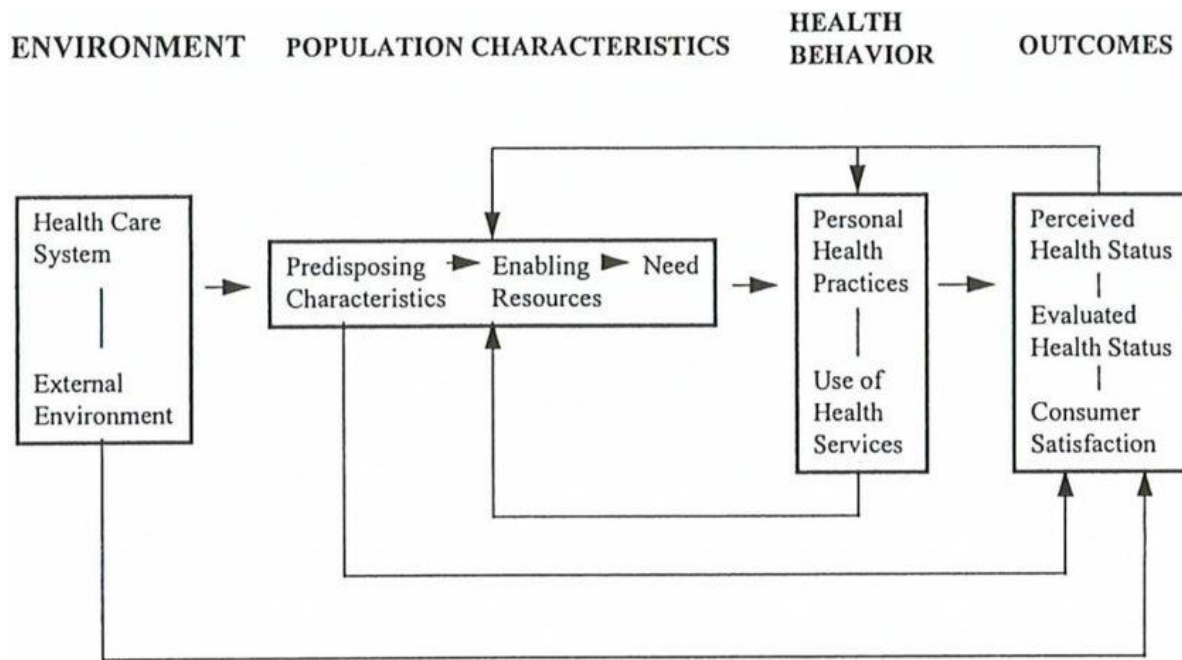 ENVIRONMENT
POPULATION CHARACTERISTICS
HEALTH
BEHAVIOR
OUTCOMES
Health Care
System
External
Environment
Predisposing
Characteristics
Enabling
Resources
Need
Personal
Health
Practices
Use of
Health
Services
Perceived
Health Status
Evaluated
Health Status
Consumer
Satisfaction